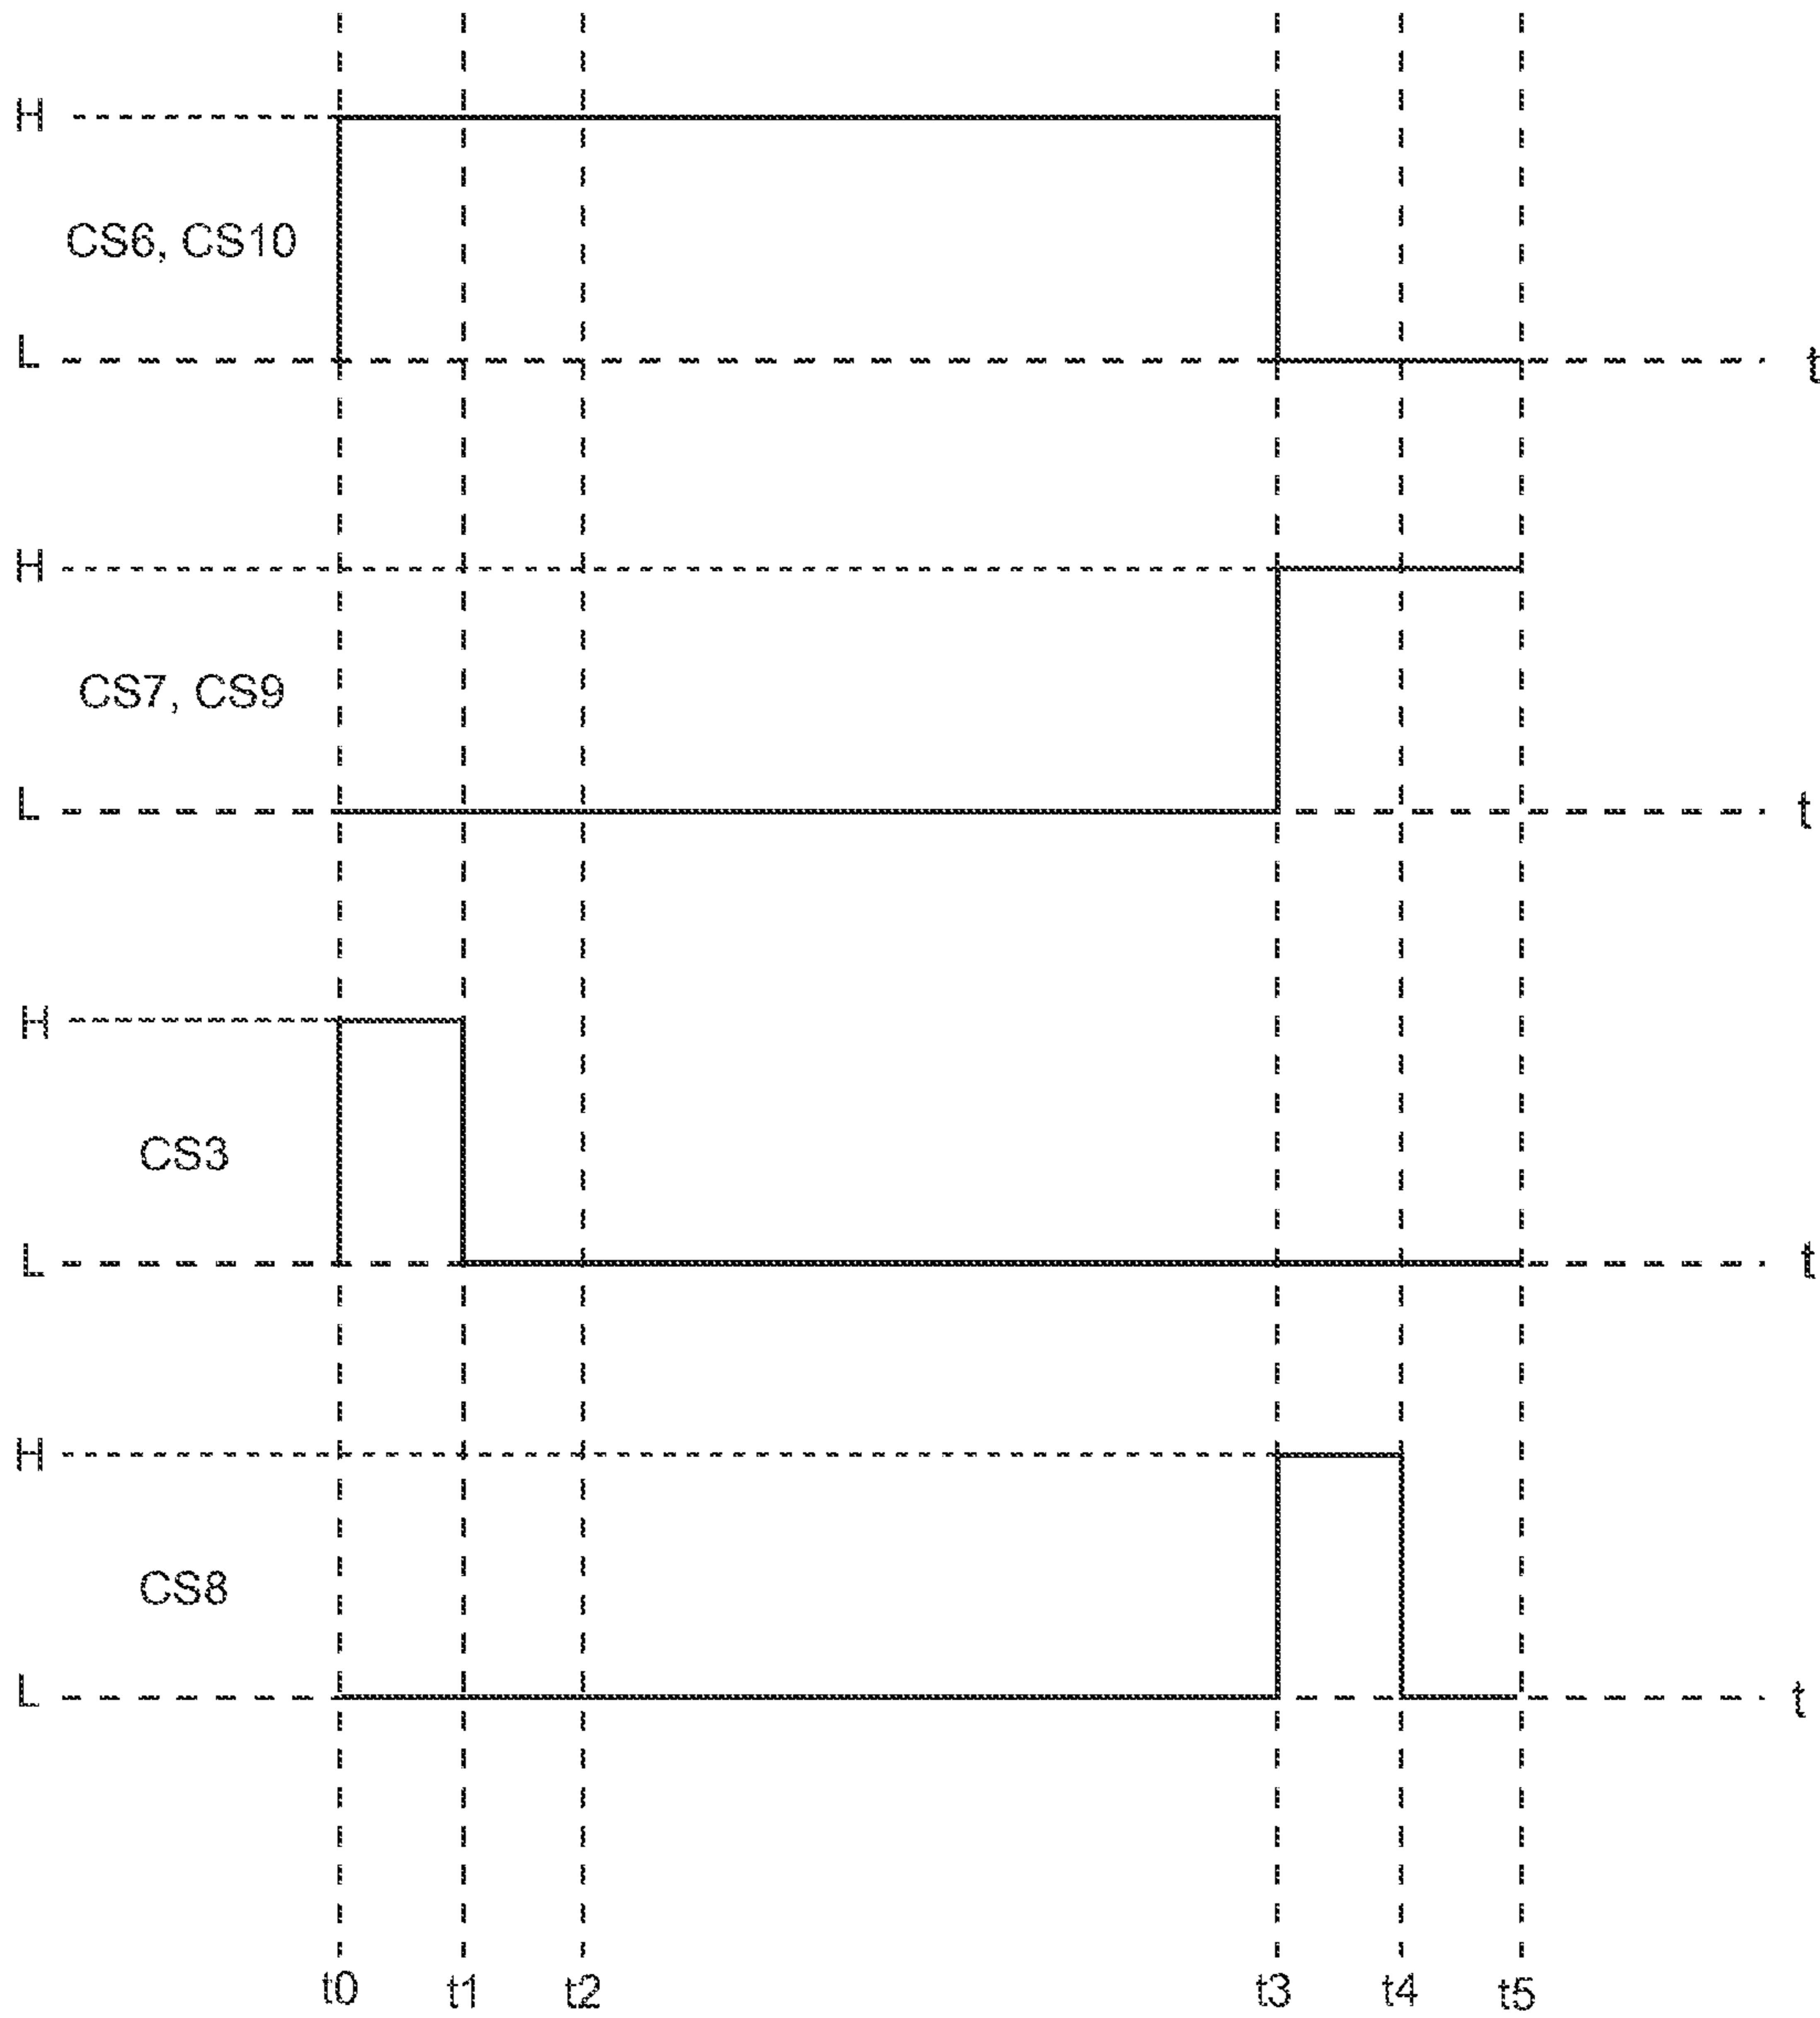 H
CS6, CS10
L t
H
CS7, CS9
L t
H
CS3
L t
H
CS8
L t
t0 t1 t2 t3 t4 t5